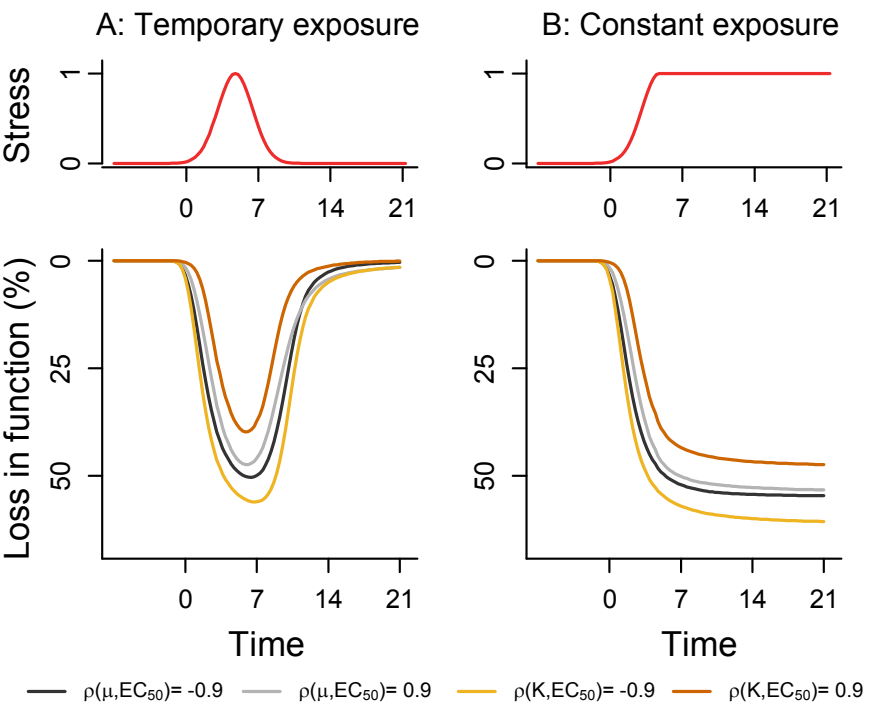 A: Temporary exposure
B: Constant exposure
Stress
1
0
0 7 14 21
1
0
0 7 14 21
Loss in function (%)
0
25
50
0 7 14 21
Time
0
25
50
0 7 14 21
Time
ρ(μ,EC₅₀)= -0.9 ρ(μ,EC₅₀)= 0.9 ρ(K,EC₅₀)= -0.9 ρ(K,EC₅₀)= 0.9